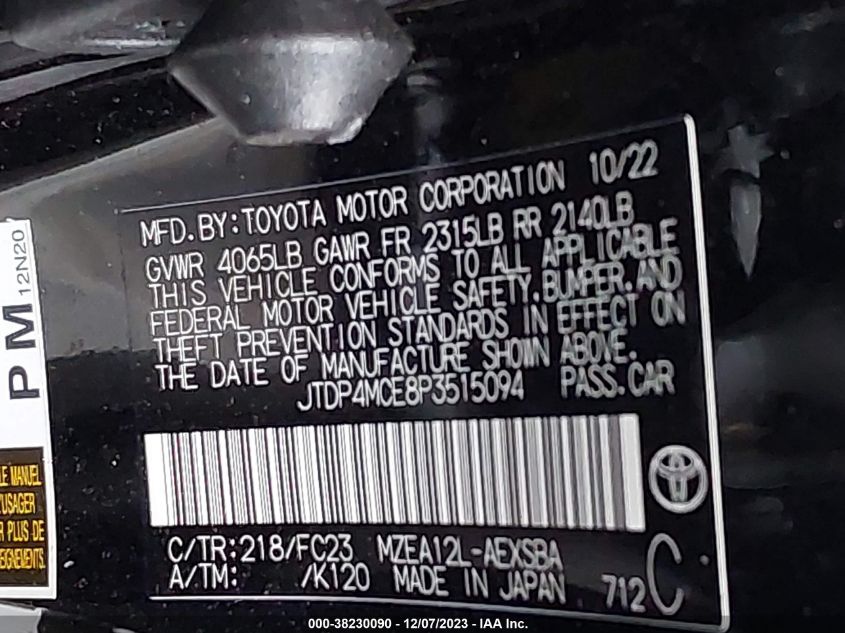 MFD. BY: TOYOTA MOTOR CORPORATION 10/22
GVWR 4065LB GAWR FR 2315LB RR 2140LB
THIS VEHICLE CONFORMS TO ALL APPLICABLE
FEDERAL MOTOR VEHICLE SAFETY, BUMPER, AND
THEFT PREVENTION STANDARDS IN EFFECT ON
THE DATE OF MANUFACTURE SHOWN ABOVE.
JTDP4MCE8P3515094 PASS. CAR
C/TR: 218/FC23 MZEA12L-AEXSBA
A/TM: /K120 MADE IN JAPAN 712C
PM 12N20
LE MANUEL
USAGER
PLUS DE
000-38230090 - 12/07/2023 - IAA Inc.